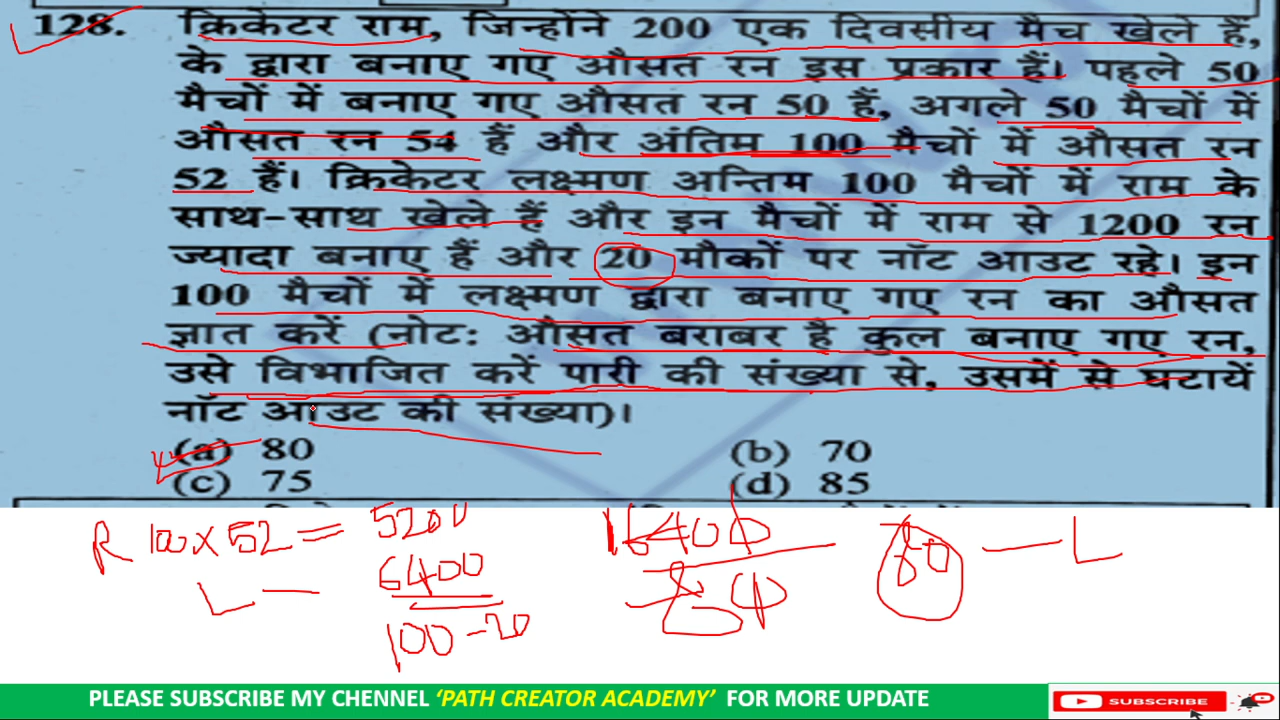 128. क्रिकेटर राम, जिन्होंने 200 एक दिवसीय मैच खेले हैं,
के द्वारा बनाए गए औसत रन इस प्रकार हैं। पहले 50
मैचों में बनाए गए औसत रन 50 हैं, अगले 50 मैचों में
औसत रन 54 हैं और अंतिम 100 मैचों में औसत रन
52 हैं। क्रिकेटर लक्ष्मण अन्तिम 100 मैचों में राम के
साथ-साथ खेले हैं और इन मैचों में राम से 1200 रन
ज्यादा बनाए हैं और 20 मौकों पर नॉट आउट रहे। इन
100 मैचों में लक्ष्मण द्वारा बनाए गए रन का औसत
ज्ञात करें (नोट: औसत बराबर है कुल बनाए गए रन,
उसे विभाजित करें पारी की संख्या से, उसमें से घटायें
नॉट आउट की संख्या)।
(a) 80 (b) 70
(c) 75 (d) 85
R 100 x 52 = 5200
L — 6400
100 - 20
6400
80
80 — L
PLEASE SUBSCRIBE MY CHENNEL 'PATH CREATOR ACADEMY' FOR MORE UPDATE
SUBSCRIBE